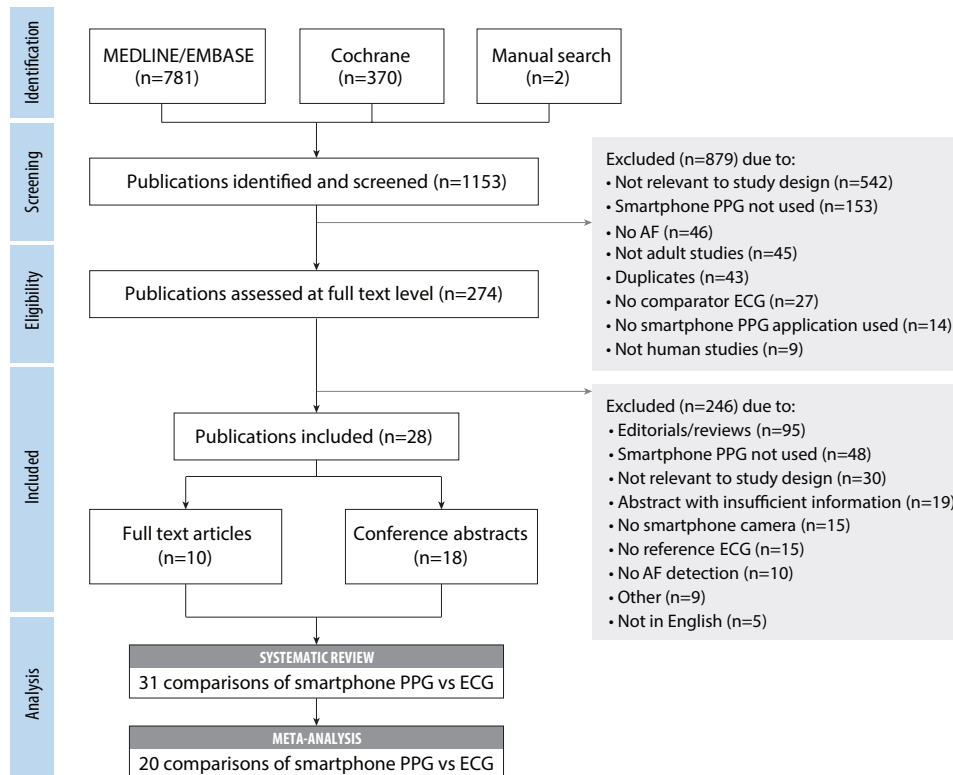 Identification
MEDLINE/EMBASE
(n=781)
Cochrane
(n=370)
Manual search
(n=2)
Screening
Publications identified and screened (n=1153)
Excluded (n=879) due to:
• Not relevant to study design (n=542)
• Smartphone PPG not used (n=153)
• No AF (n=46)
• Not adult studies (n=45)
• Duplicates (n=43)
• No comparator ECG (n=27)
• No smartphone PPG application used (n=14)
• Not human studies (n=9)
Eligibility
Publications assessed at full text level (n=274)
Excluded (n=246) due to:
• Editorials/reviews (n=95)
• Smartphone PPG not used (n=48)
• Not relevant to study design (n=30)
• Abstract with insufficient information (n=19)
• No smartphone camera (n=15)
• No reference ECG (n=15)
• No AF detection (n=10)
• Other (n=9)
• Not in English (n=5)
Included
Publications included (n=28)
Full text articles
(n=10)
Conference abstracts
(n=18)
Analysis
SYSTEMATIC REVIEW
31 comparisons of smartphone PPG vs ECG
META-ANALYSIS
20 comparisons of smartphone PPG vs ECG